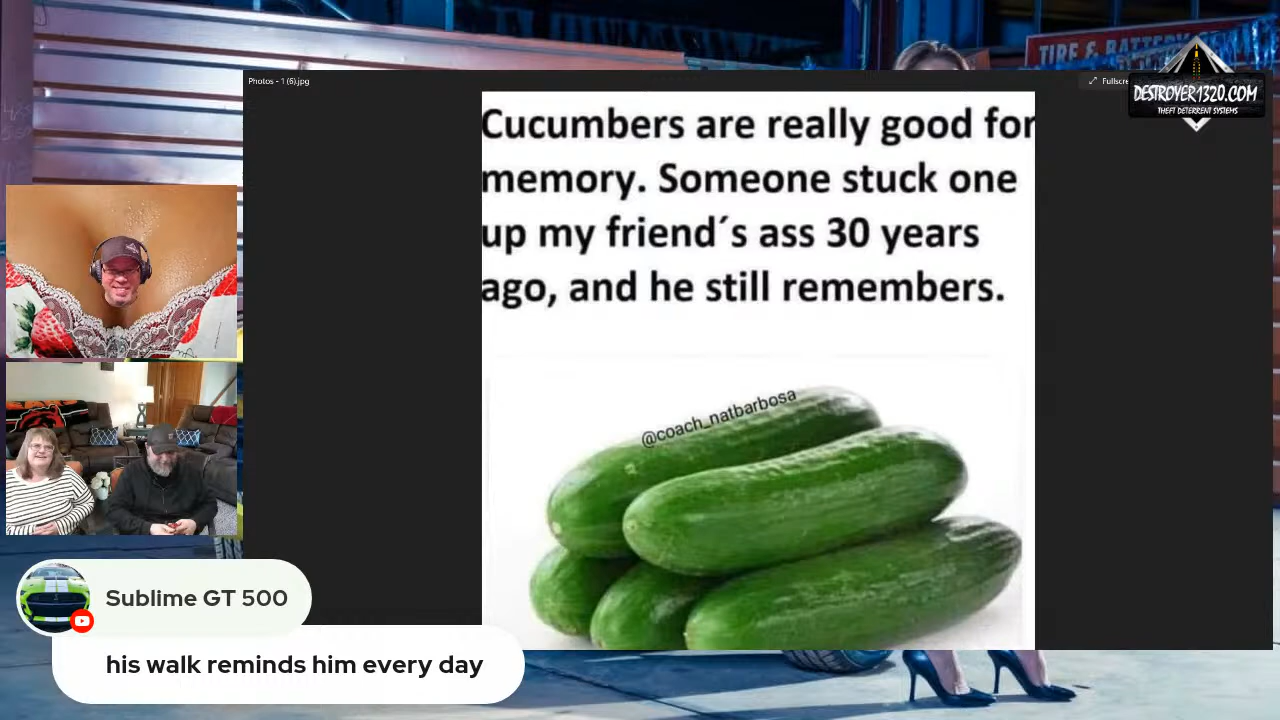 TIRE & BATTERY
Photos - 1 (6).jpg
DESTROYER1320.COM
THEFT DETERRENT SYSTEMS
Cucumbers are really good for
memory. Someone stuck one
up my friend´s ass 30 years
ago, and he still remembers.
@coach_natbarbosa
Sublime GT 500
his walk reminds him every day